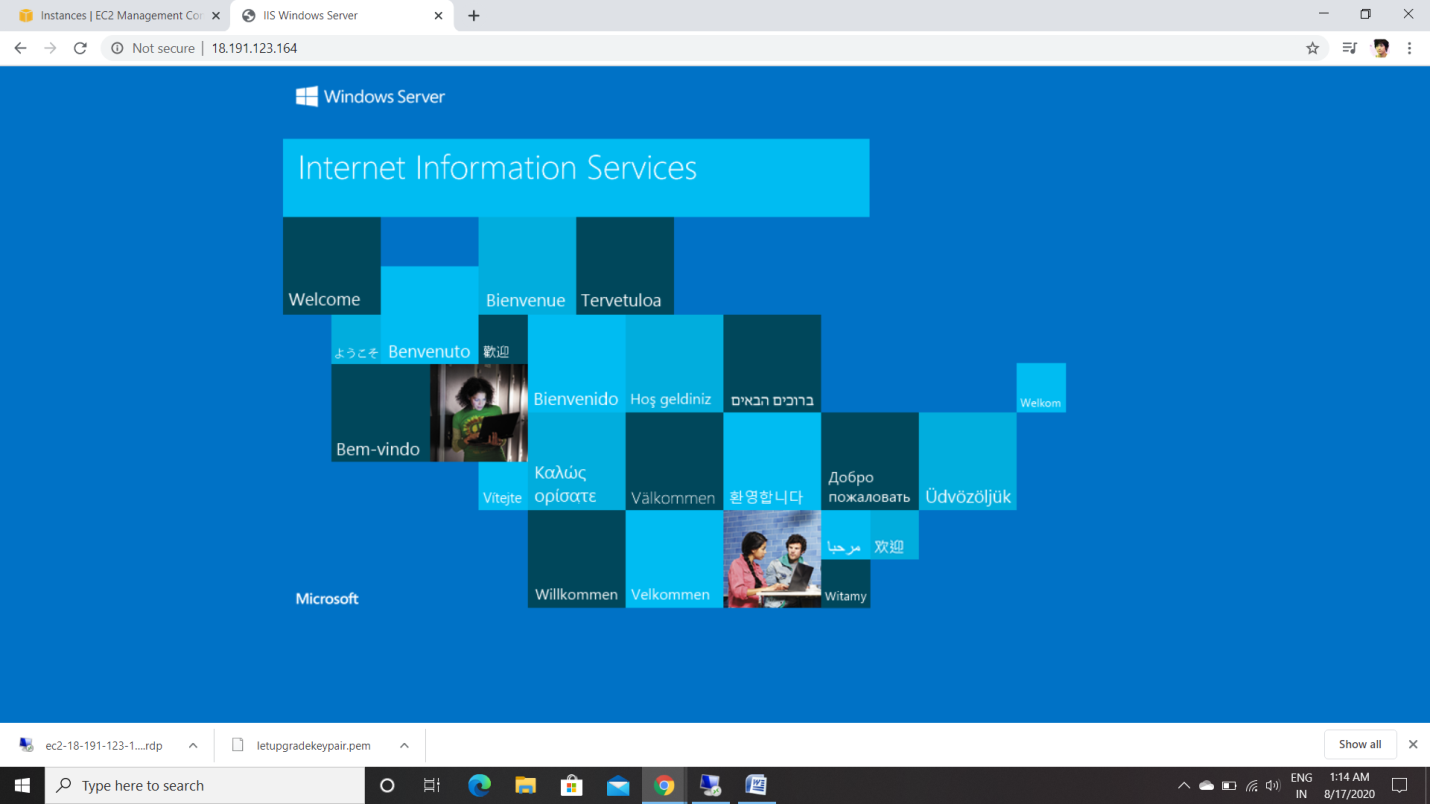 Instances | EC2 Management Con
IIS Windows Server
Not secure
18.191.123.164
Windows Server
Internet Information Services
Welcome
Bienvenue
Tervetuloa
ようこそ
Benvenuto
歡迎
Bienvenido
Hoş geldiniz
ברוכים הבאים
Welkom
Bem-vindo
Vítejte
Καλώς
ορίσατε
Välkommen
환영합니다
Добро
пожаловать
Üdvözöljük
Willkommen
Velkommen
مرحبا
欢迎
Witamy
Microsoft
ec2-18-191-123-1....rdp
letupgradekeypair.pem
Show all
Type here to search
ENG
IN
1:14 AM
8/17/2020